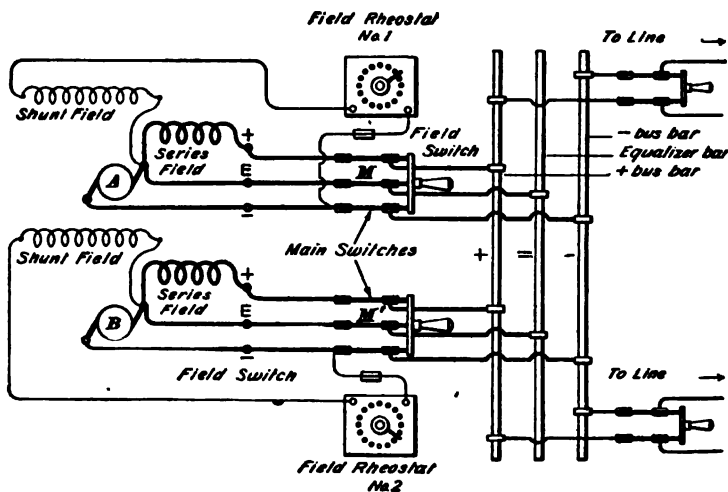 Field Rheostat
No.1
To Line
Shunt Field
Series
Field
+
Field
Switch
- bus bar
Equalizer bar
+ bus bar
A
E
M
-
Main Switches
Shunt Field
+
=
-
Series
Field
+
B
E
M'
-
Field Switch
To Line
Field Rheostat
No.2